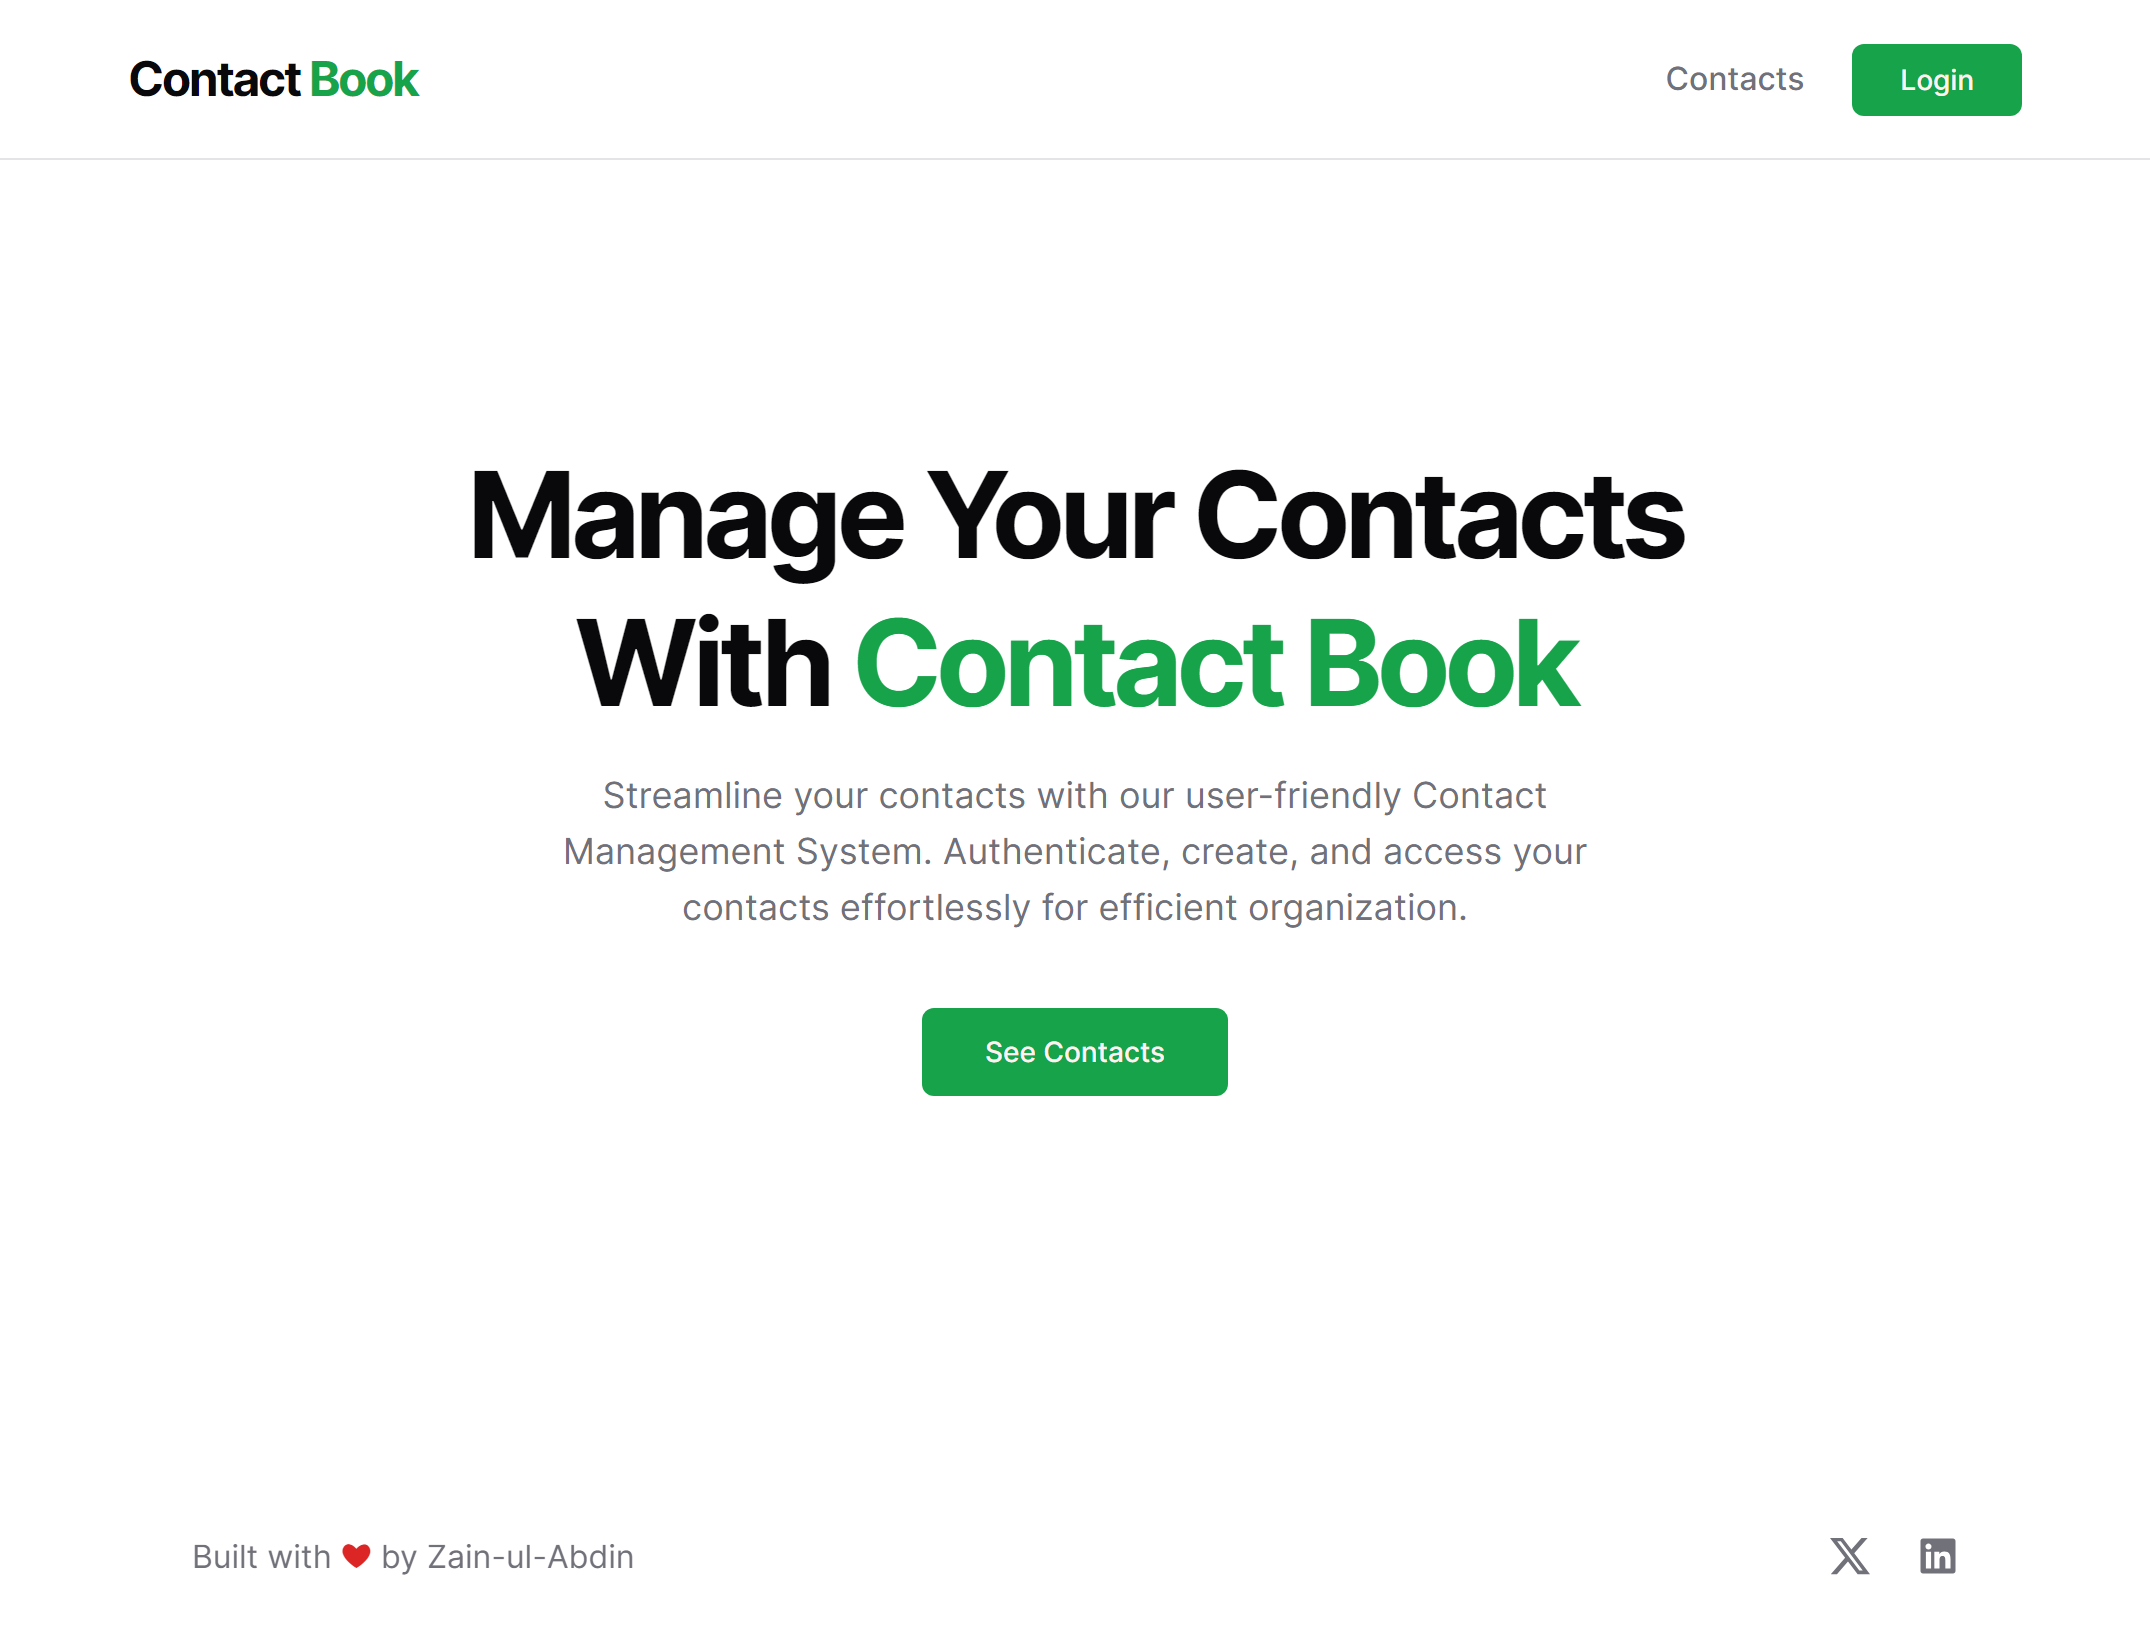 Contact Book
Contacts
Login
Manage Your Contacts
With Contact Book
Streamline your contacts with our user-friendly Contact
Management System. Authenticate, create, and access your
contacts effortlessly for efficient organization.
See Contacts
Built with ❤ by Zain-ul-Abdin